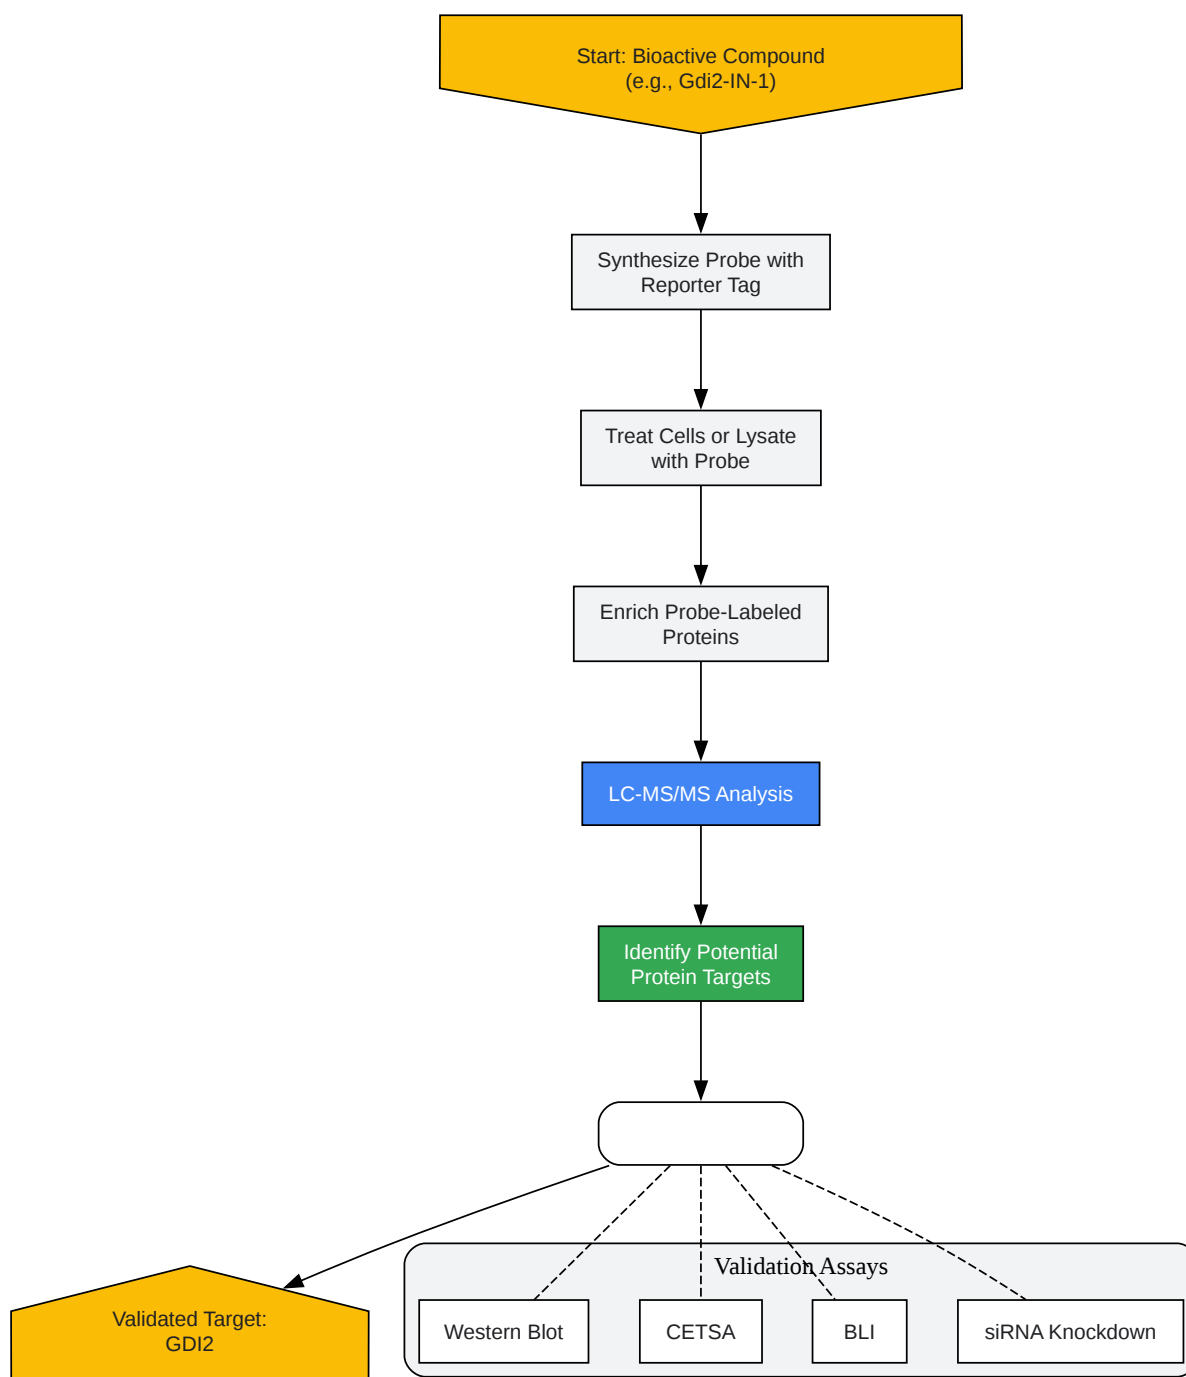 Start: Bioactive Compound
(e.g., Gdi2-IN-1)
Synthesize Probe with
Reporter Tag
Treat Cells or Lysate
with Probe
Enrich Probe-Labeled
Proteins
LC-MS/MS Analysis
Identify Potential
Protein Targets
Validation Assays
Validated Target:
GDI2
Western Blot
CETSA
BLI
siRNA Knockdown